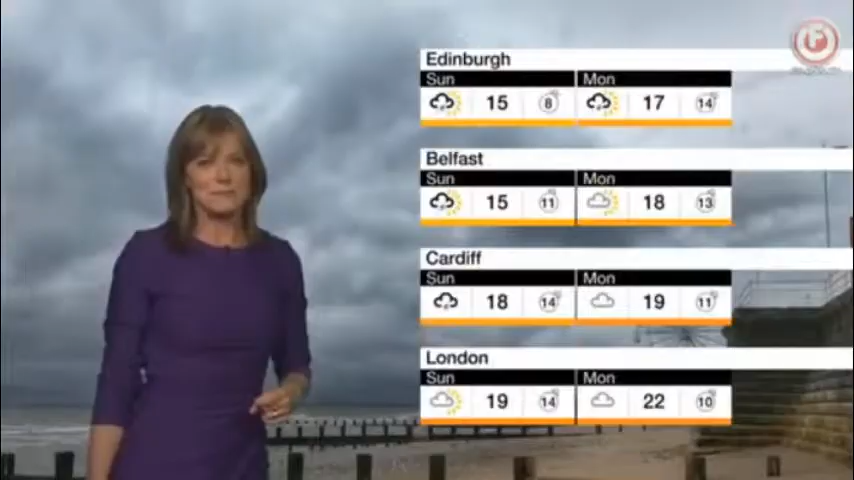 F
Edinburgh
Sun Mon
15 8 17 14
Belfast
Sun Mon
15 11 18 13
Cardiff
Sun Mon
18 14 19 11
London
Sun Mon
19 14 22 10